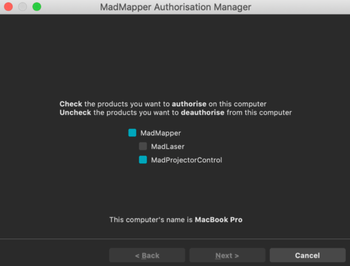 MadMapper Authorisation Manager
Check the products you want to authorise on this computer
Uncheck the products you want to deauthorise from this computer
MadMapper
MadLaser
MadProjectorControl
This computer's name is MacBook Pro
< Back
Next >
Cancel